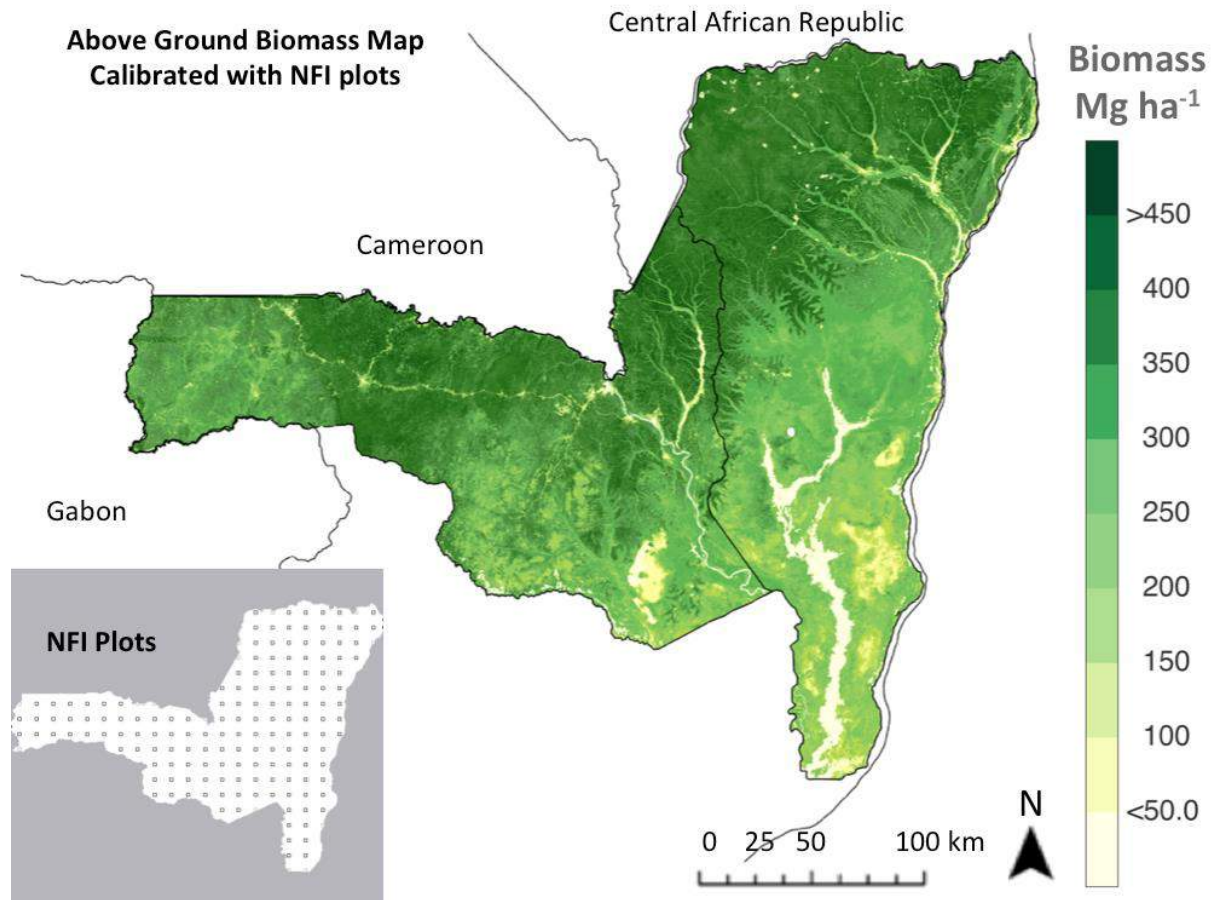 Above Ground Biomass Map
Calibrated with NFI plots
Central African Republic
Biomass
Mg ha-1
>450
400
350
300
250
200
150
100
<50.0
Cameroon
Gabon
NFI Plots
N
0 25 50 100 km